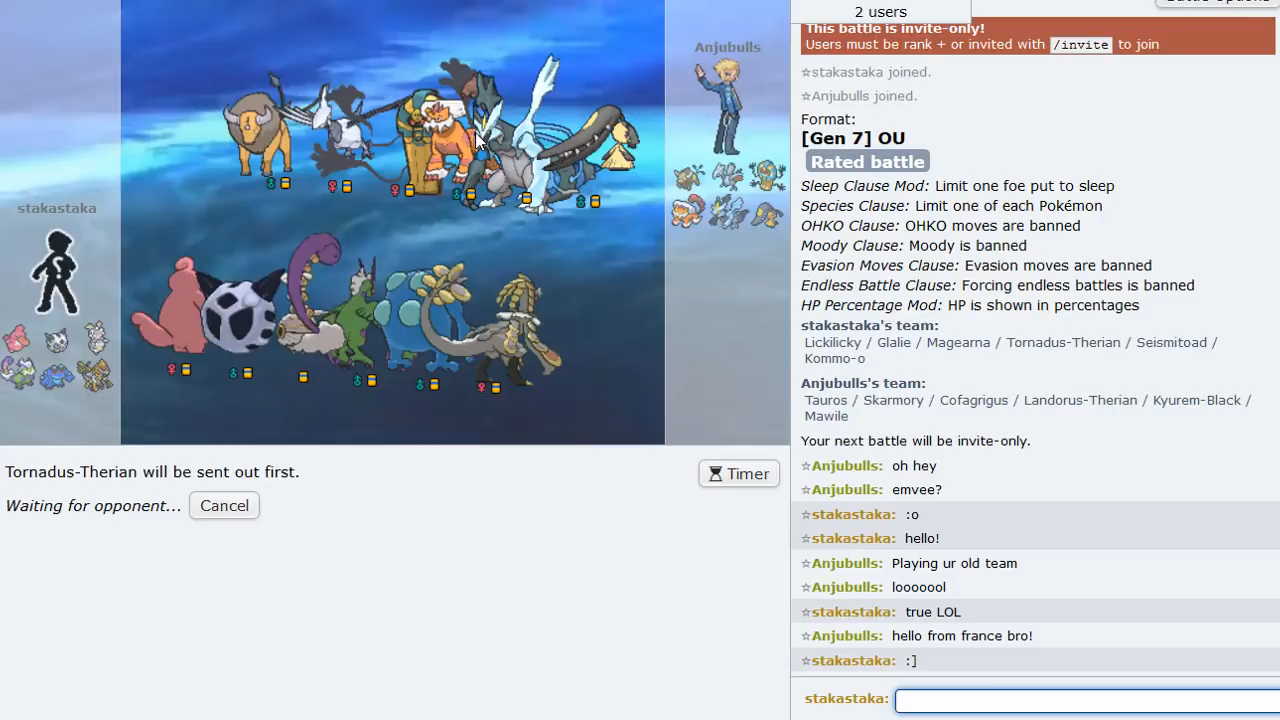 2 users
Battle Options
This battle is invite-only!
Users must be rank + or invited with /invite to join
☆stakastaka joined.
☆Anjubulls joined.
Format:
[Gen 7] OU
Rated battle
Sleep Clause Mod: Limit one foe put to sleep
Species Clause: Limit one of each Pokémon
OHKO Clause: OHKO moves are banned
Moody Clause: Moody is banned
Evasion Moves Clause: Evasion moves are banned
Endless Battle Clause: Forcing endless battles is banned
HP Percentage Mod: HP is shown in percentages
stakastaka's team:
Lickilicky / Glalie / Magearna / Tornadus-Therian / Seismitoad /
Kommo-o
Anjubulls's team:
Tauros / Skarmory / Cofagrigus / Landorus-Therian / Kyurem-Black /
Mawile
Your next battle will be invite-only.
☆Anjubulls: oh hey
☆Anjubulls: emvee?
☆stakastaka: :o
☆stakastaka: hello!
☆Anjubulls: Playing ur old team
☆Anjubulls: looooool
☆stakastaka: true LOL
☆Anjubulls: hello from france bro!
☆stakastaka: :]
stakastaka:
Anjubulls
stakastaka
Tornadus-Therian will be sent out first.
Timer
Waiting for opponent...
Cancel